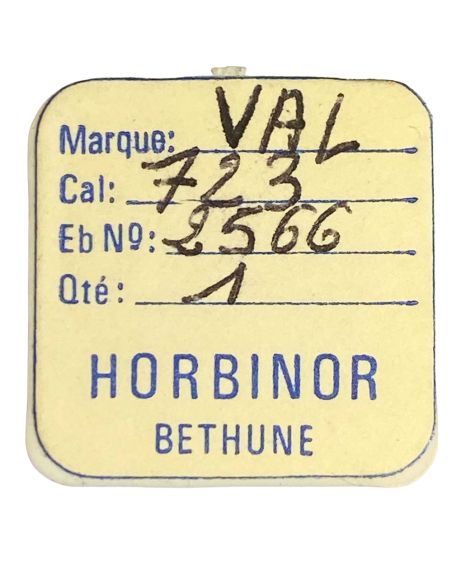 Marque: VAL
Cal: 723
Eb Nº: 2566
Qté: 1
HORBINOR
BETHUNE